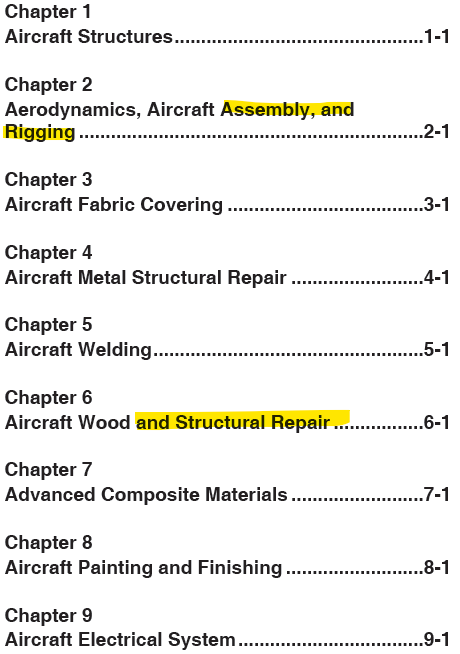 Chapter 1
Aircraft Structures...............................................1-1
Chapter 2
Aerodynamics, Aircraft Assembly, and
Rigging .................................................................2-1
Chapter 3
Aircraft Fabric Covering .....................................3-1
Chapter 4
Aircraft Metal Structural Repair .........................4-1
Chapter 5
Aircraft Welding...................................................5-1
Chapter 6
Aircraft Wood and Structural Repair .................6-1
Chapter 7
Advanced Composite Materials .........................7-1
Chapter 8
Aircraft Painting and Finishing ..........................8-1
Chapter 9
Aircraft Electrical System...................................9-1